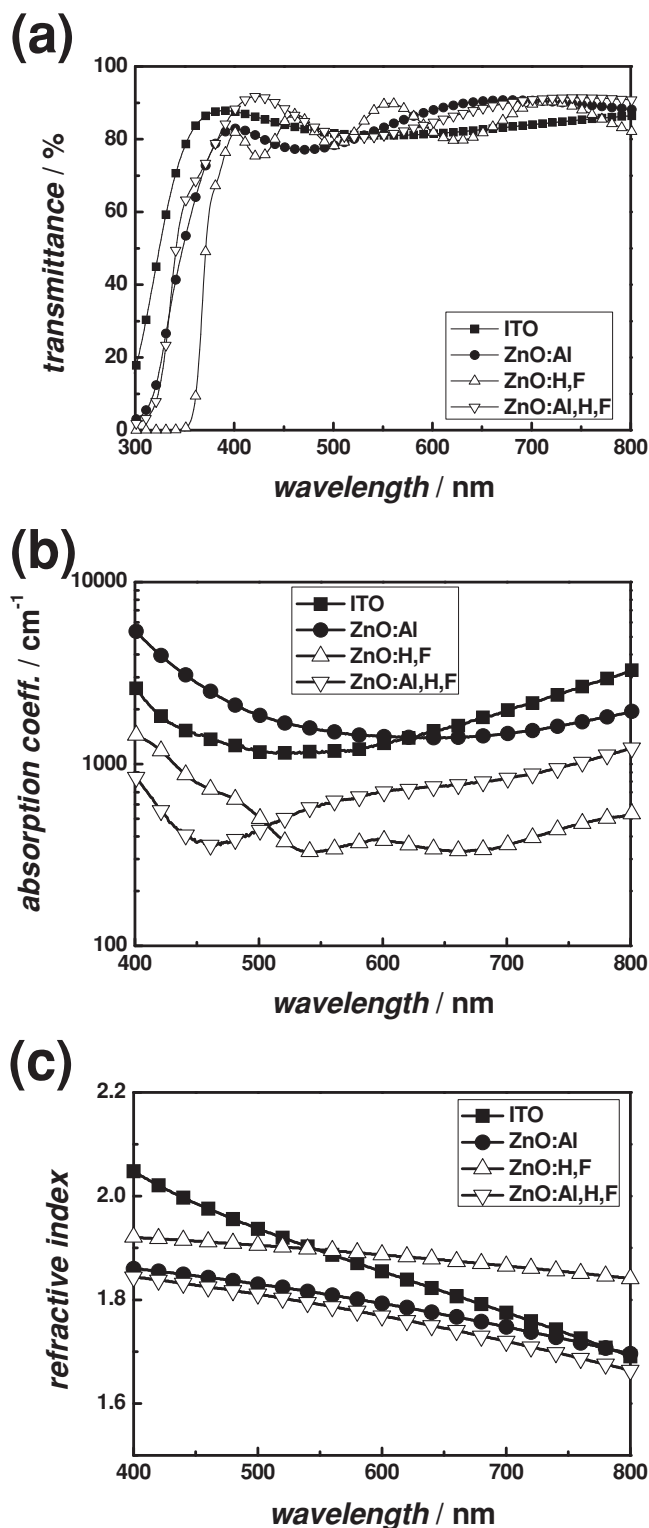 (a)
100
80
60
40
20
0
300 400 500 600 700 800
transmittance / %
ITO
ZnO:Al
ZnO:H,F
ZnO:Al,H,F
wavelength / nm
(b)
10000
1000
100
400 500 600 700 800
absorption coeff. / cm⁻¹
ITO
ZnO:Al
ZnO:H,F
ZnO:Al,H,F
wavelength / nm
(c)
2.2
2.0
1.8
1.6
400 500 600 700 800
refractive index
ITO
ZnO:Al
ZnO:H,F
ZnO:Al,H,F
wavelength / nm